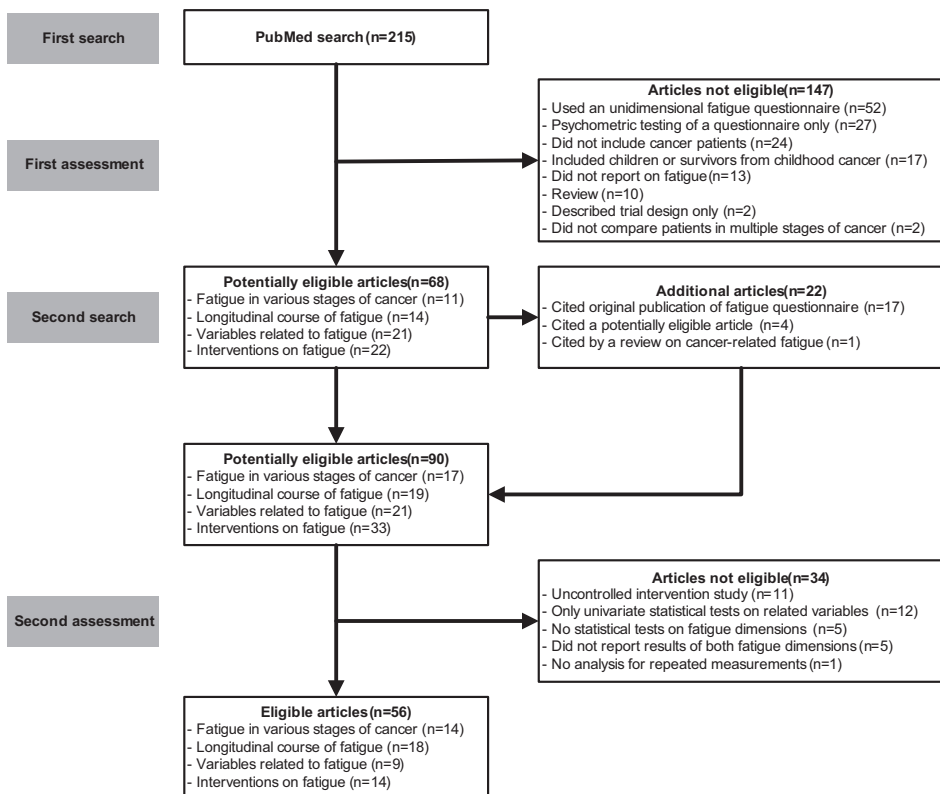 First search
PubMed search (n=215)
Articles not eligible(n=147)
- Used an unidimensional fatigue questionnaire (n=52)
- Psychometric testing of a questionnaire only (n=27)
- Did not include cancer patients (n=24)
- Included children or survivors from childhood cancer (n=17)
- Did not report on fatigue (n=13)
- Review (n=10)
- Described trial design only (n=2)
- Did not compare patients in multiple stages of cancer (n=2)
First assessment
Potentially eligible articles(n=68)
- Fatigue in various stages of cancer (n=11)
- Longitudinal course of fatigue (n=14)
- Variables related to fatigue (n=21)
- Interventions on fatigue (n=22)
Second search
Additional articles(n=22)
- Cited original publication of fatigue questionnaire (n=17)
- Cited a potentially eligible article (n=4)
- Cited by a review on cancer-related fatigue (n=1)
Potentially eligible articles(n=90)
- Fatigue in various stages of cancer (n=17)
- Longitudinal course of fatigue (n=19)
- Variables related to fatigue (n=21)
- Interventions on fatigue (n=33)
Articles not eligible(n=34)
- Uncontrolled intervention study (n=11)
- Only univariate statistical tests on related variables (n=12)
- No statistical tests on fatigue dimensions (n=5)
- Did not report results of both fatigue dimensions (n=5)
- No analysis for repeated measurements (n=1)
Second assessment
Eligible articles (n=56)
- Fatigue in various stages of cancer (n=14)
- Longitudinal course of fatigue (n=18)
- Variables related to fatigue (n=9)
- Interventions on fatigue (n=14)